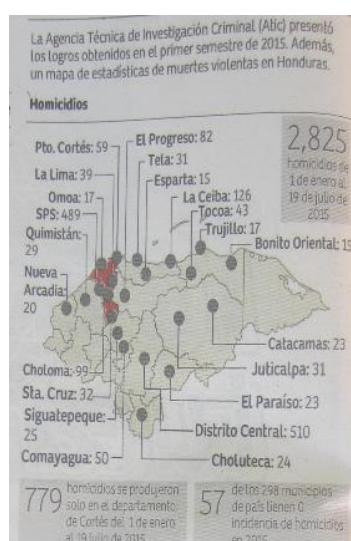 La Agencia Técnica de Investigación Criminal (Atic) presentó
los logros obtenidos en el primer semestre de 2015. Además,
un mapa de estadísticas de muertes violentas en Honduras.
Homicidios
Pto. Cortés: 59
El Progreso: 82
Tela: 31
La Lima: 39
Esparta: 15
Omoa: 17
La Ceiba: 126
SPS: 489
Tocoa: 43
Quimistán:
29
Trujillo: 17
Bonito Oriental: 15
Nueva
Arcadia:
20
2,825
homicidios de
1 de enero al
19 de julio de
2015
Catacamas: 23
Choloma: 99
Juticalpa: 31
Sta. Cruz: 32
El Paraíso: 23
Siguatepeque:
25
Distrito Central: 510
Comayagua: 50
Choluteca: 24
779
homicidios se produjeron
solo en el departamento
de Cortés del 1 de enero
al 19 de julio de 2015
57
de los 298 municipios
de país tienen 0
incidencia de homicidios
en 2015